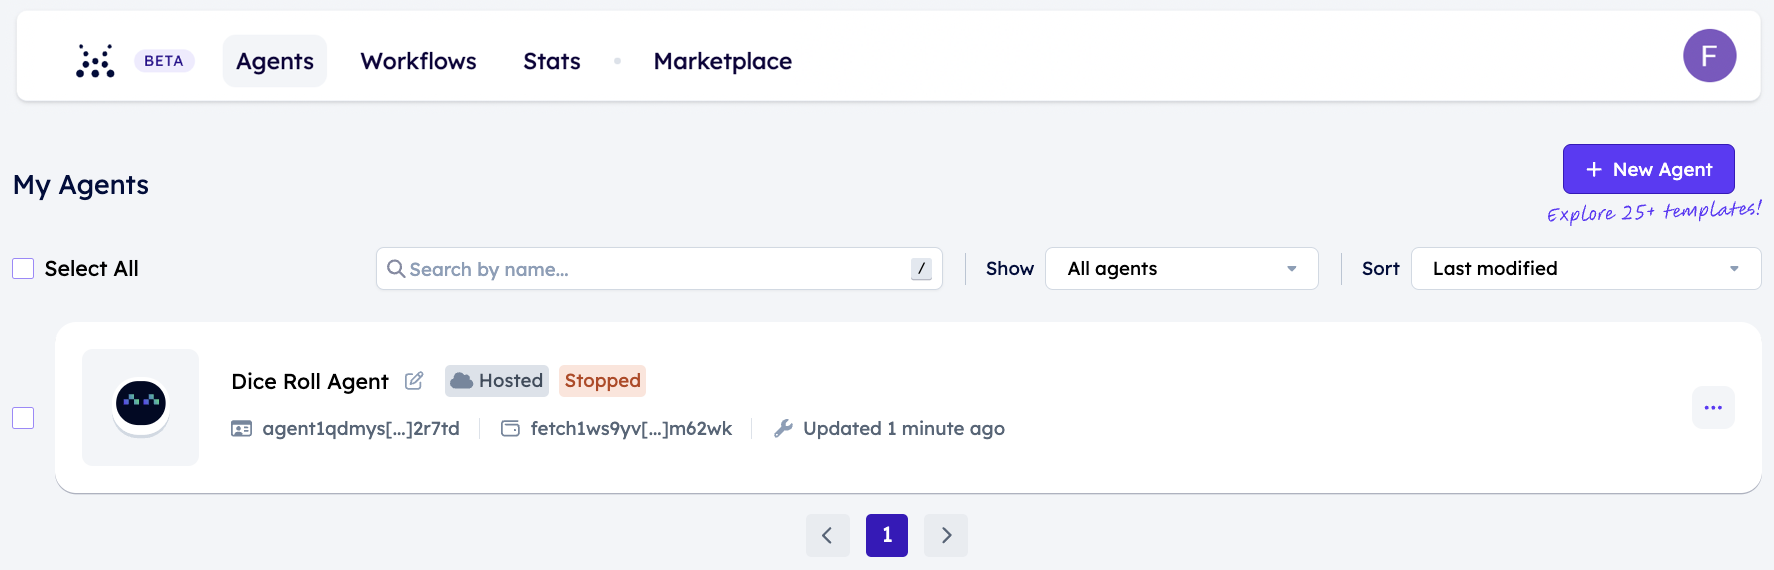 BETA Agents Workflows Stats Marketplace F
My Agents
+ New Agent
Explore 25+ templates!
Select All Search by name... / Show All agents Sort Last modified
Dice Roll Agent Hosted Stopped
agent1qdmys[...]2r7td fetch1ws9yv[...]m62wk Updated 1 minute ago
1